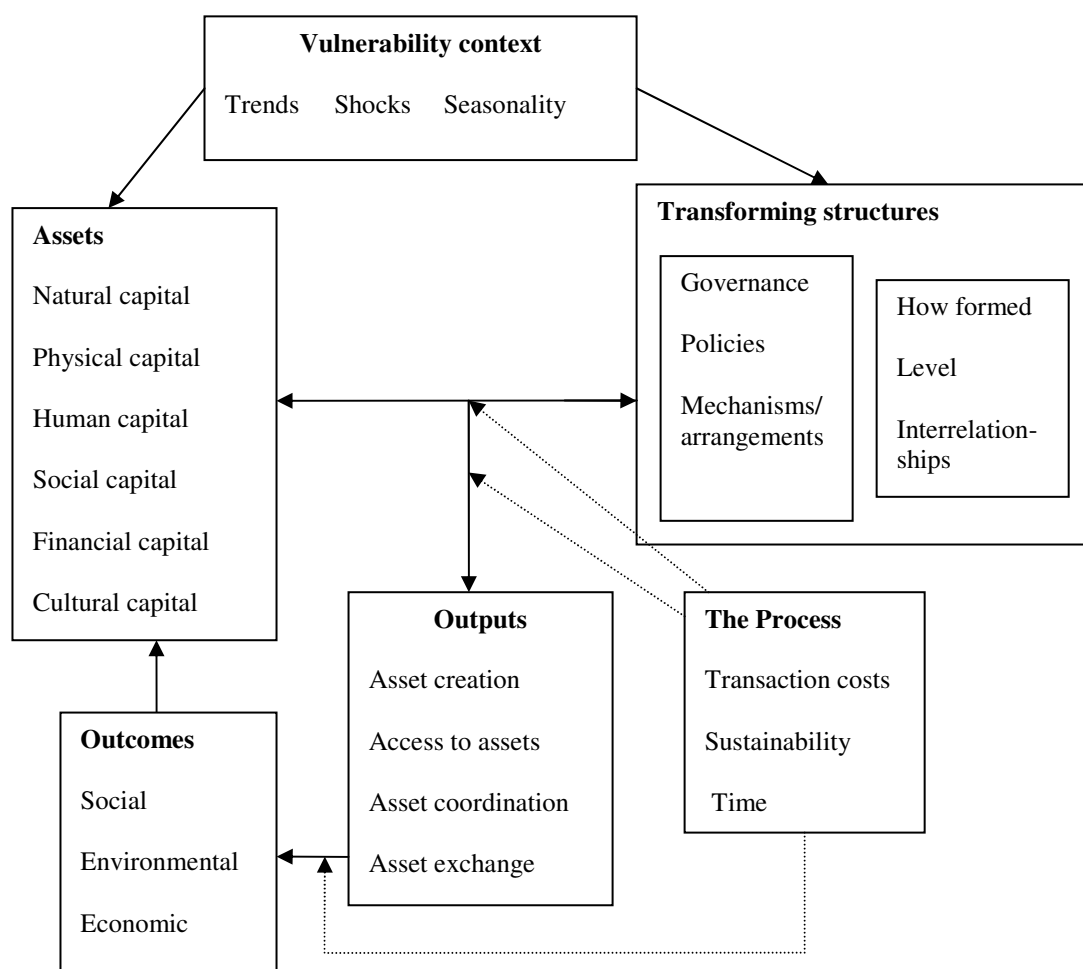 Vulnerability context
Trends Shocks Seasonality
Assets
Natural capital
Physical capital
Human capital
Social capital
Financial capital
Cultural capital
Transforming structures
Governance
Policies
Mechanisms/
arrangements
How formed
Level
Interrelation-
ships
Outputs
Asset creation
Access to assets
Asset coordination
Asset exchange
The Process
Transaction costs
Sustainability
Time
Outcomes
Social
Environmental
Economic